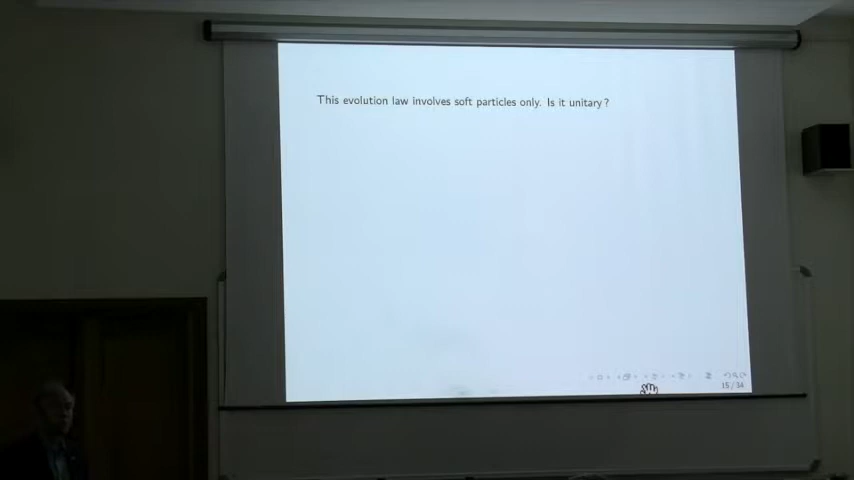 This evolution law involves soft particles only. Is it unitary ?
15 / 34